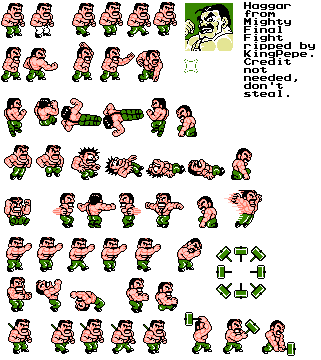 Haggar
from
Mighty
Final
Fight
ripped by
KingPepe.
Credit
not
needed,
don't
steal.